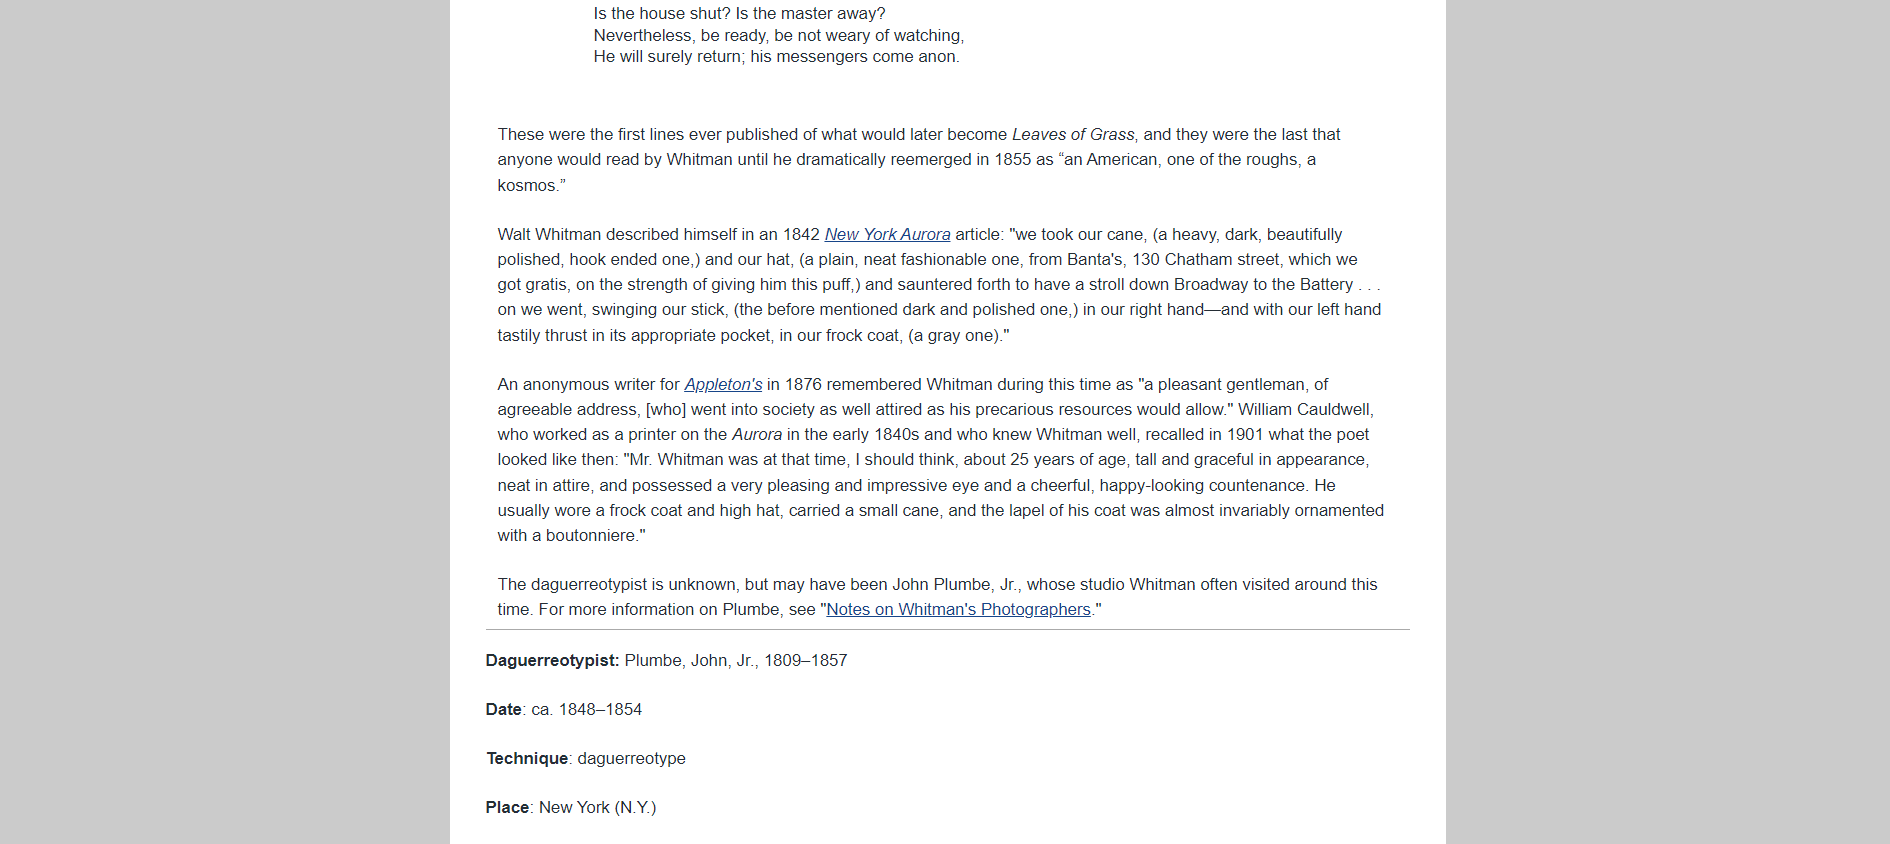 Is the house shut? Is the master away?
Nevertheless, be ready, be not weary of watching,
He will surely return; his messengers come anon.
These were the first lines ever published of what would later become Leaves of Grass, and they were the last that
anyone would read by Whitman until he dramatically reemerged in 1855 as “an American, one of the roughs, a
kosmos.”
Walt Whitman described himself in an 1842 New York Aurora article: "we took our cane, (a heavy, dark, beautifully
polished, hook ended one,) and our hat, (a plain, neat fashionable one, from Banta's, 130 Chatham street, which we
got gratis, on the strength of giving him this puff,) and sauntered forth to have a stroll down Broadway to the Battery . . .
on we went, swinging our stick, (the before mentioned dark and polished one,) in our right hand—and with our left hand
tastily thrust in its appropriate pocket, in our frock coat, (a gray one)."
An anonymous writer for Appleton's in 1876 remembered Whitman during this time as "a pleasant gentleman, of
agreeable address, [who] went into society as well attired as his precarious resources would allow." William Cauldwell,
who worked as a printer on the Aurora in the early 1840s and who knew Whitman well, recalled in 1901 what the poet
looked like then: "Mr. Whitman was at that time, I should think, about 25 years of age, tall and graceful in appearance,
neat in attire, and possessed a very pleasing and impressive eye and a cheerful, happy-looking countenance. He
usually wore a frock coat and high hat, carried a small cane, and the lapel of his coat was almost invariably ornamented
with a boutonniere."
The daguerreotypist is unknown, but may have been John Plumbe, Jr., whose studio Whitman often visited around this
time. For more information on Plumbe, see "Notes on Whitman's Photographers."
Daguerreotypist: Plumbe, John, Jr., 1809–1857
Date: ca. 1848–1854
Technique: daguerreotype
Place: New York (N.Y.)